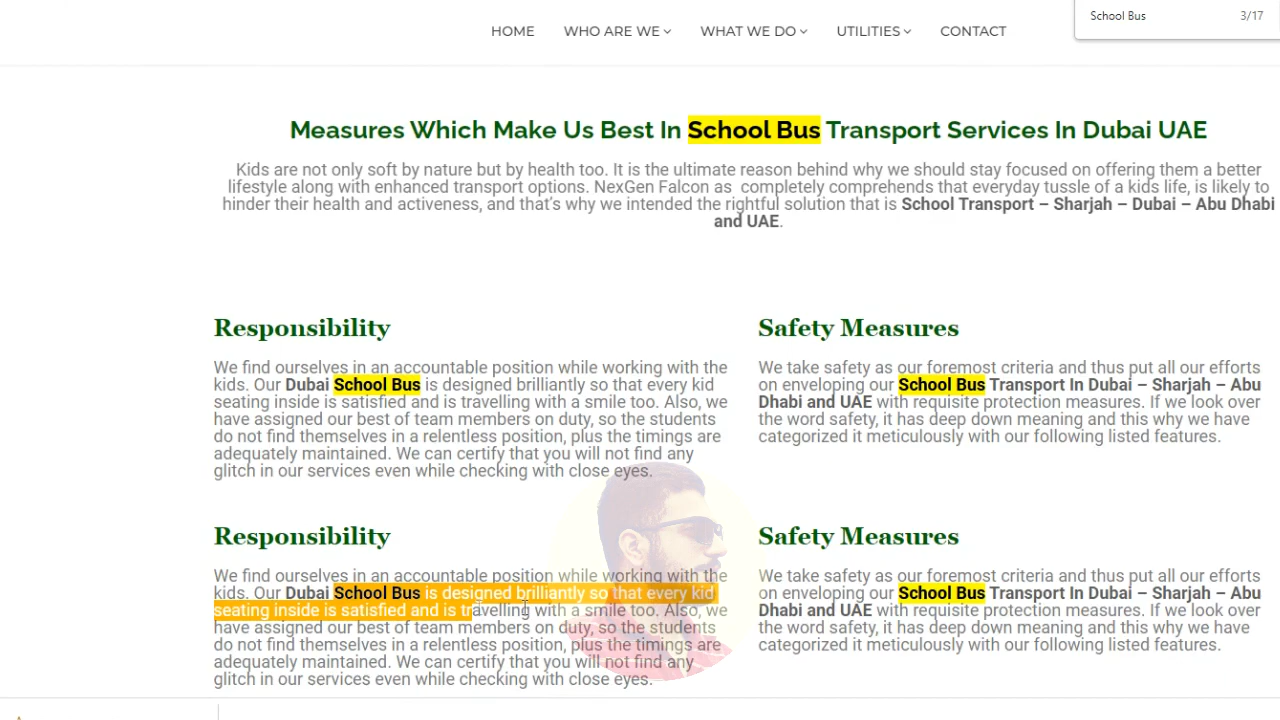 School Bus 3/17
HOME WHO ARE WE WHAT WE DO UTILITIES CONTACT
Measures Which Make Us Best In School Bus Transport Services In Dubai UAE
Kids are not only soft by nature but by health too. It is the ultimate reason behind why we should stay focused on offering them a better
lifestyle along with enhanced transport options. NexGen Falcon as completely comprehends that everyday tussle of a kids life, is likely to
hinder their health and activeness, and that's why we intended the rightful solution that is School Transport – Sharjah – Dubai – Abu Dhabi
and UAE.
Responsibility
We find ourselves in an accountable position while working with the
kids. Our Dubai School Bus is designed brilliantly so that every kid
seating inside is satisfied and is travelling with a smile too. Also, we
have assigned our best of team members on duty, so the students
do not find themselves in a relentless position, plus the timings are
adequately maintained. We can certify that you will not find any
glitch in our services even while checking with close eyes.
Safety Measures
We take safety as our foremost criteria and thus put all our efforts
on enveloping our School Bus Transport In Dubai – Sharjah – Abu
Dhabi and UAE with requisite protection measures. If we look over
the word safety, it has deep down meaning and this why we have
categorized it meticulously with our following listed features.
Responsibility
We find ourselves in an accountable position while working with the
kids. Our Dubai School Bus is designed brilliantly so that every kid
seating inside is satisfied and is travelling with a smile too. Also, we
have assigned our best of team members on duty, so the students
do not find themselves in a relentless position, plus the timings are
adequately maintained. We can certify that you will not find any
glitch in our services even while checking with close eyes.
Safety Measures
We take safety as our foremost criteria and thus put all our efforts
on enveloping our School Bus Transport In Dubai – Sharjah – Abu
Dhabi and UAE with requisite protection measures. If we look over
the word safety, it has deep down meaning and this why we have
categorized it meticulously with our following listed features.